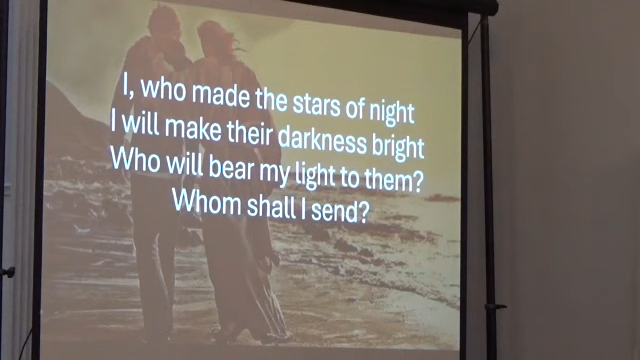 I, who made the stars of night
I will make their darkness bright
Who will bear my light to them?
Whom shall I send?